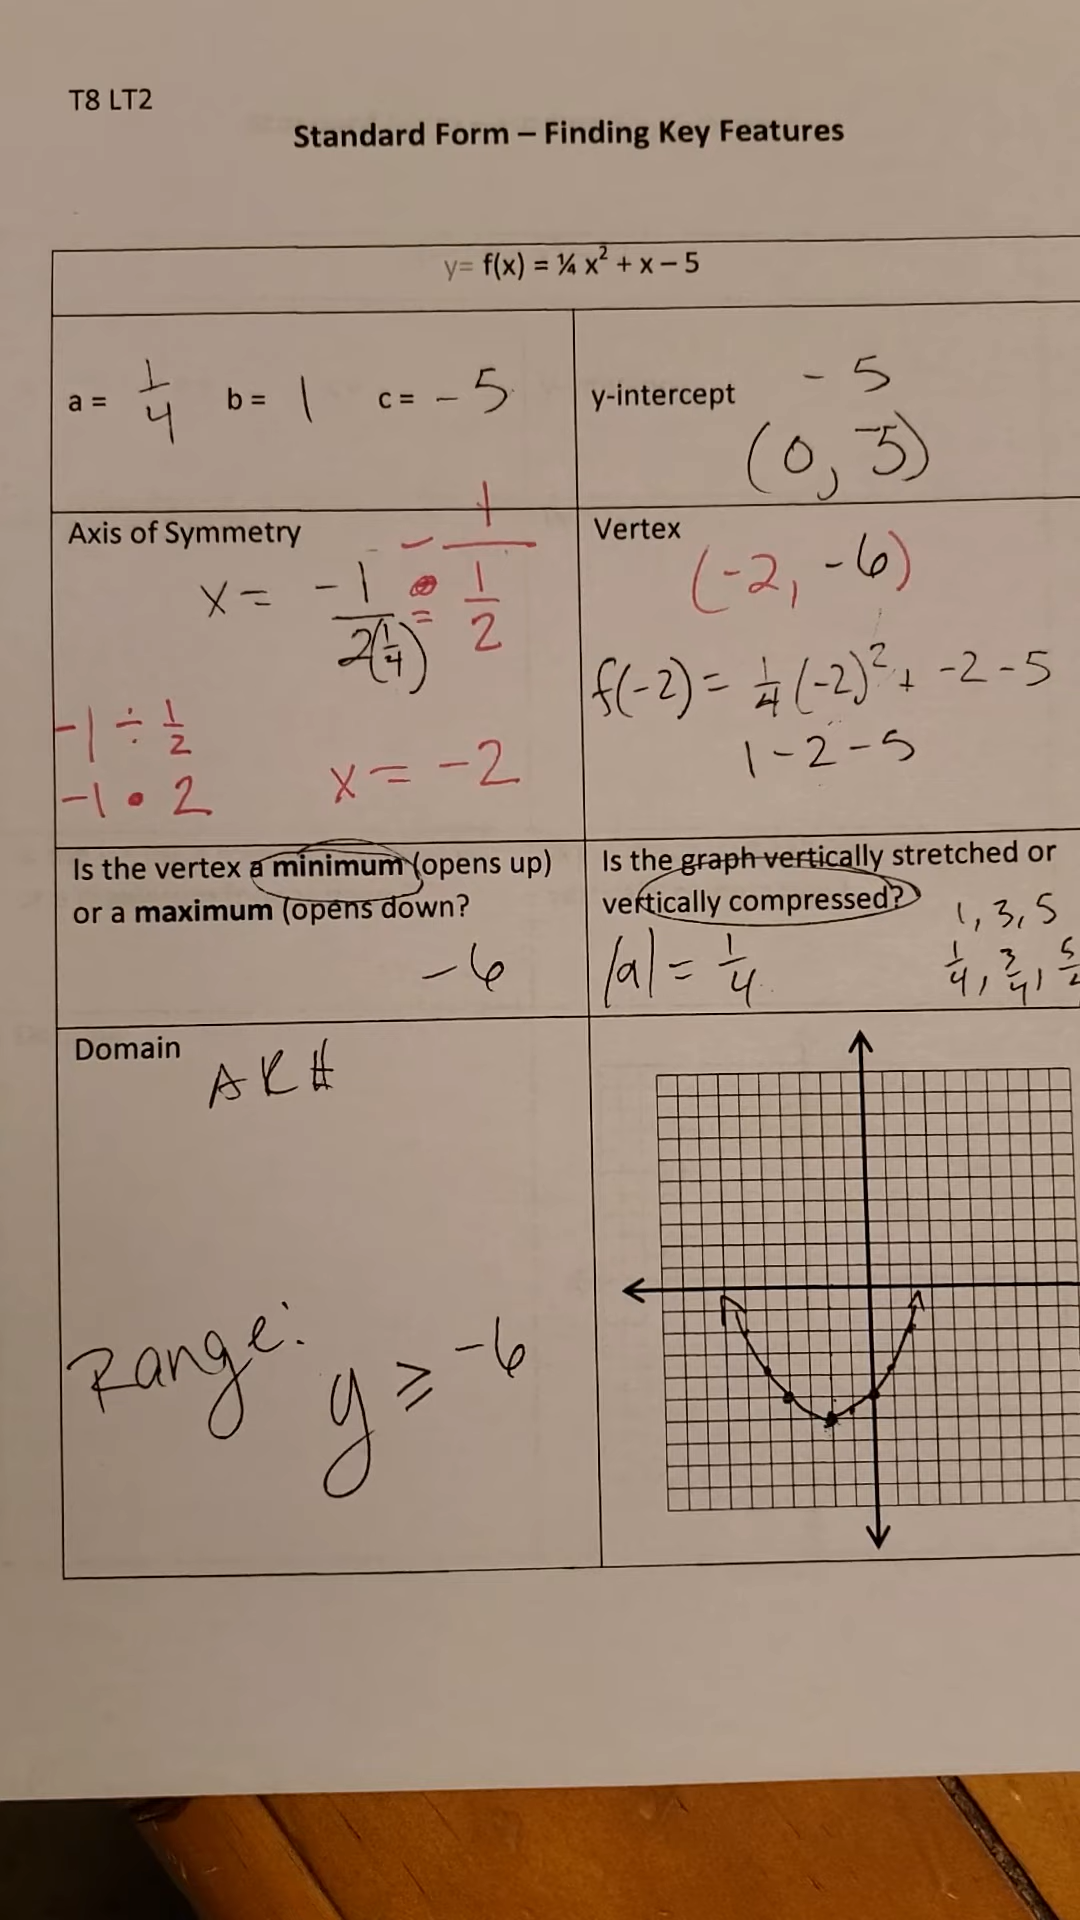 T8 LT2
Standard Form – Finding Key Features
y= f(x) = ¼ x² + x – 5
a = 1/4 b = 1 c = - 5
y-intercept - 5
(0, -5)
Axis of Symmetry
x = -1/2(1/4) = - 1/(1/2)
-1 ÷ 1/2
-1 • 2
x = -2
Vertex
(-2, -6)
f(-2) = 1/4 (-2)² + -2 - 5
1 - 2 - 5
Is the vertex a minimum (opens up)
or a maximum (opens down?
-6
Is the graph vertically stretched or
vertically compressed?
1, 3, 5
|a| = 1/4
1/4, 3/4,
Domain
AR#
Range:
y ≥ -6